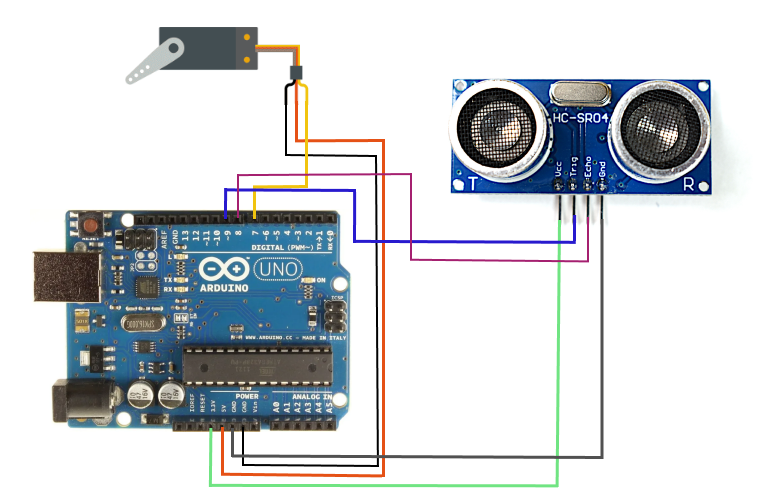 HC-SR04
Vcc
Trig
Echo
Gnd
T
R
AREF
GND
13
12
~11
~10
~9
8
7
~6
~5
4
~3
2
TX→1
RX←0
DIGITAL (PWM~)
L
TX
RX
UNO
ARDUINO
ON
ICSP
WWW.ARDUINO.CC - MADE IN ITALY
IOREF
RESET
5V
GND
GND
Vin
POWER
ANALOG IN
A0
A1
A2
A3
A4
A5